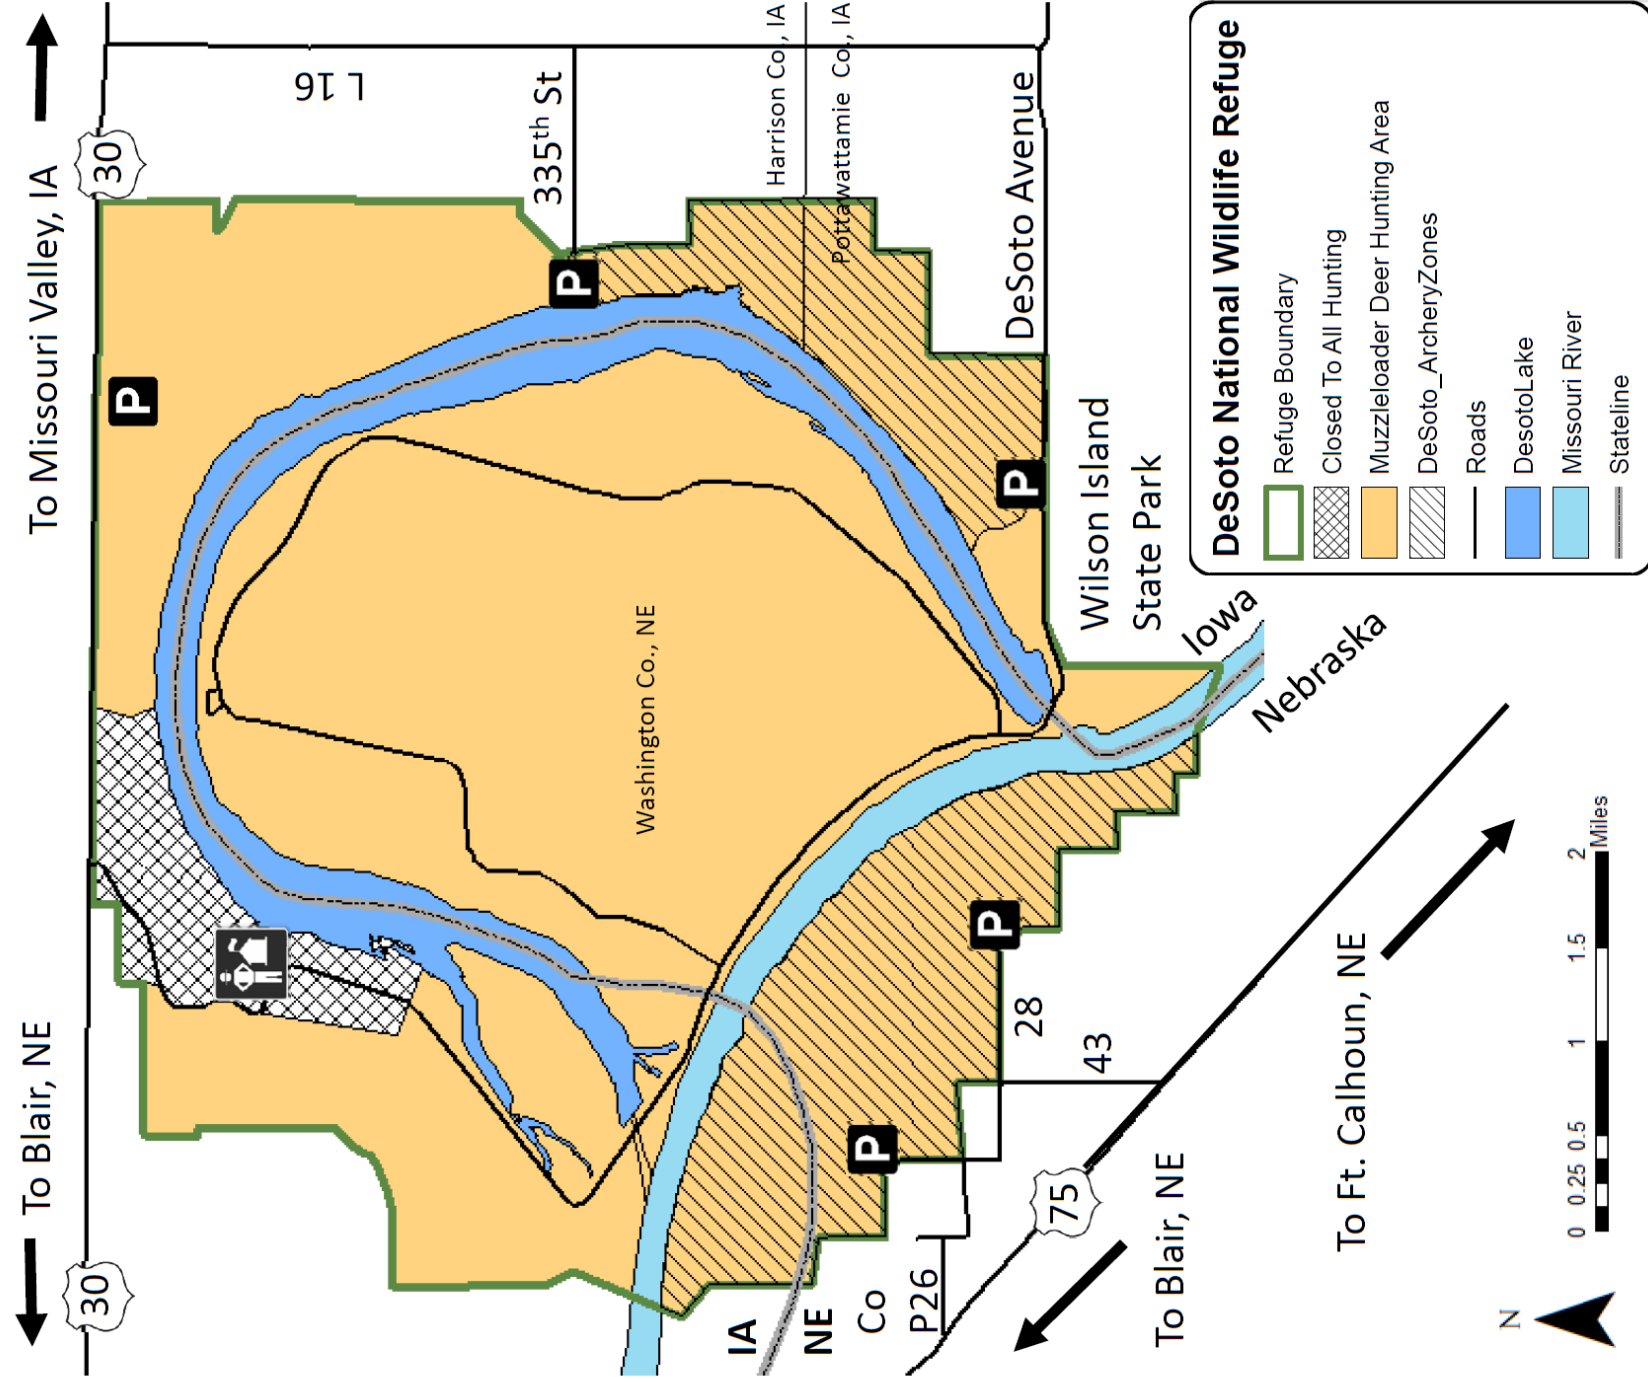 To Missouri Valley, IA
30
To Blair, NE
30
L 16
335th St
Harrison Co., IA
Pottawattamie Co., IA
DeSoto Avenue
P
P
P
P
P
Washington Co., NE
Wilson Island
State Park
Iowa
Nebraska
IA
NE
Co
P26
28
43
75
To Blair, NE
To Ft. Calhoun, NE
DeSoto National Wildlife Refuge
Refuge Boundary
Closed To All Hunting
Muzzleloader Deer Hunting Area
DeSoto_ArcheryZones
Roads
DesotoLake
Missouri River
Stateline
N
0 0.25 0.5 1 1.5 2
Miles